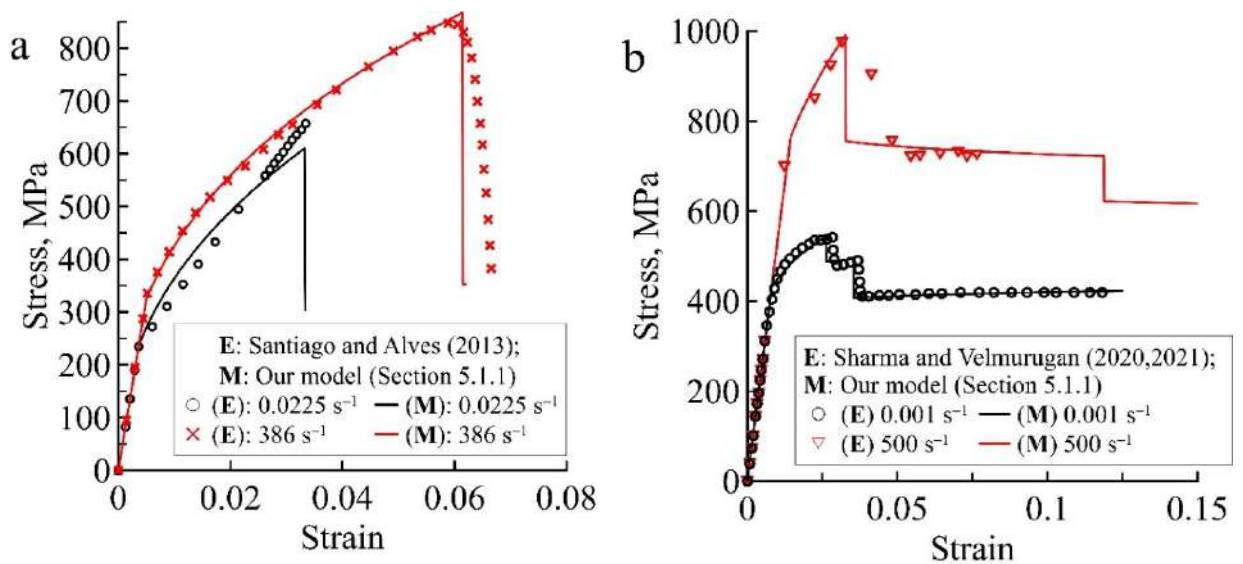 a
800
700
600
500
400
300
200
100
0
Stress, MPa
E: Santiago and Alves (2013);
M: Our model (Section 5.1.1)
(E): 0.0225 s⁻¹ (M): 0.0225 s⁻¹
(E): 386 s⁻¹ (M): 386 s⁻¹
0 0.02 0.04 0.06 0.08
Strain
b
1000
800
600
400
200
0
Stress, MPa
E: Sharma and Velmurugan (2020,2021);
M: Our model (Section 5.1.1)
(E) 0.001 s⁻¹ (M) 0.001 s⁻¹
(E) 500 s⁻¹ (M) 500 s⁻¹
0 0.05 0.1 0.15
Strain